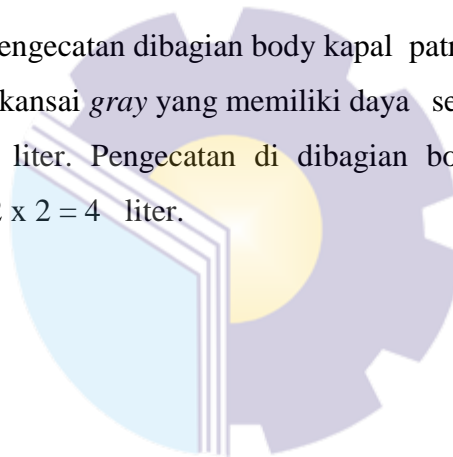 engecatan dibagian body kapal patr
kansai gray yang memiliki daya se
liter. Pengecatan di dibagian bo
x 2 = 4 liter.